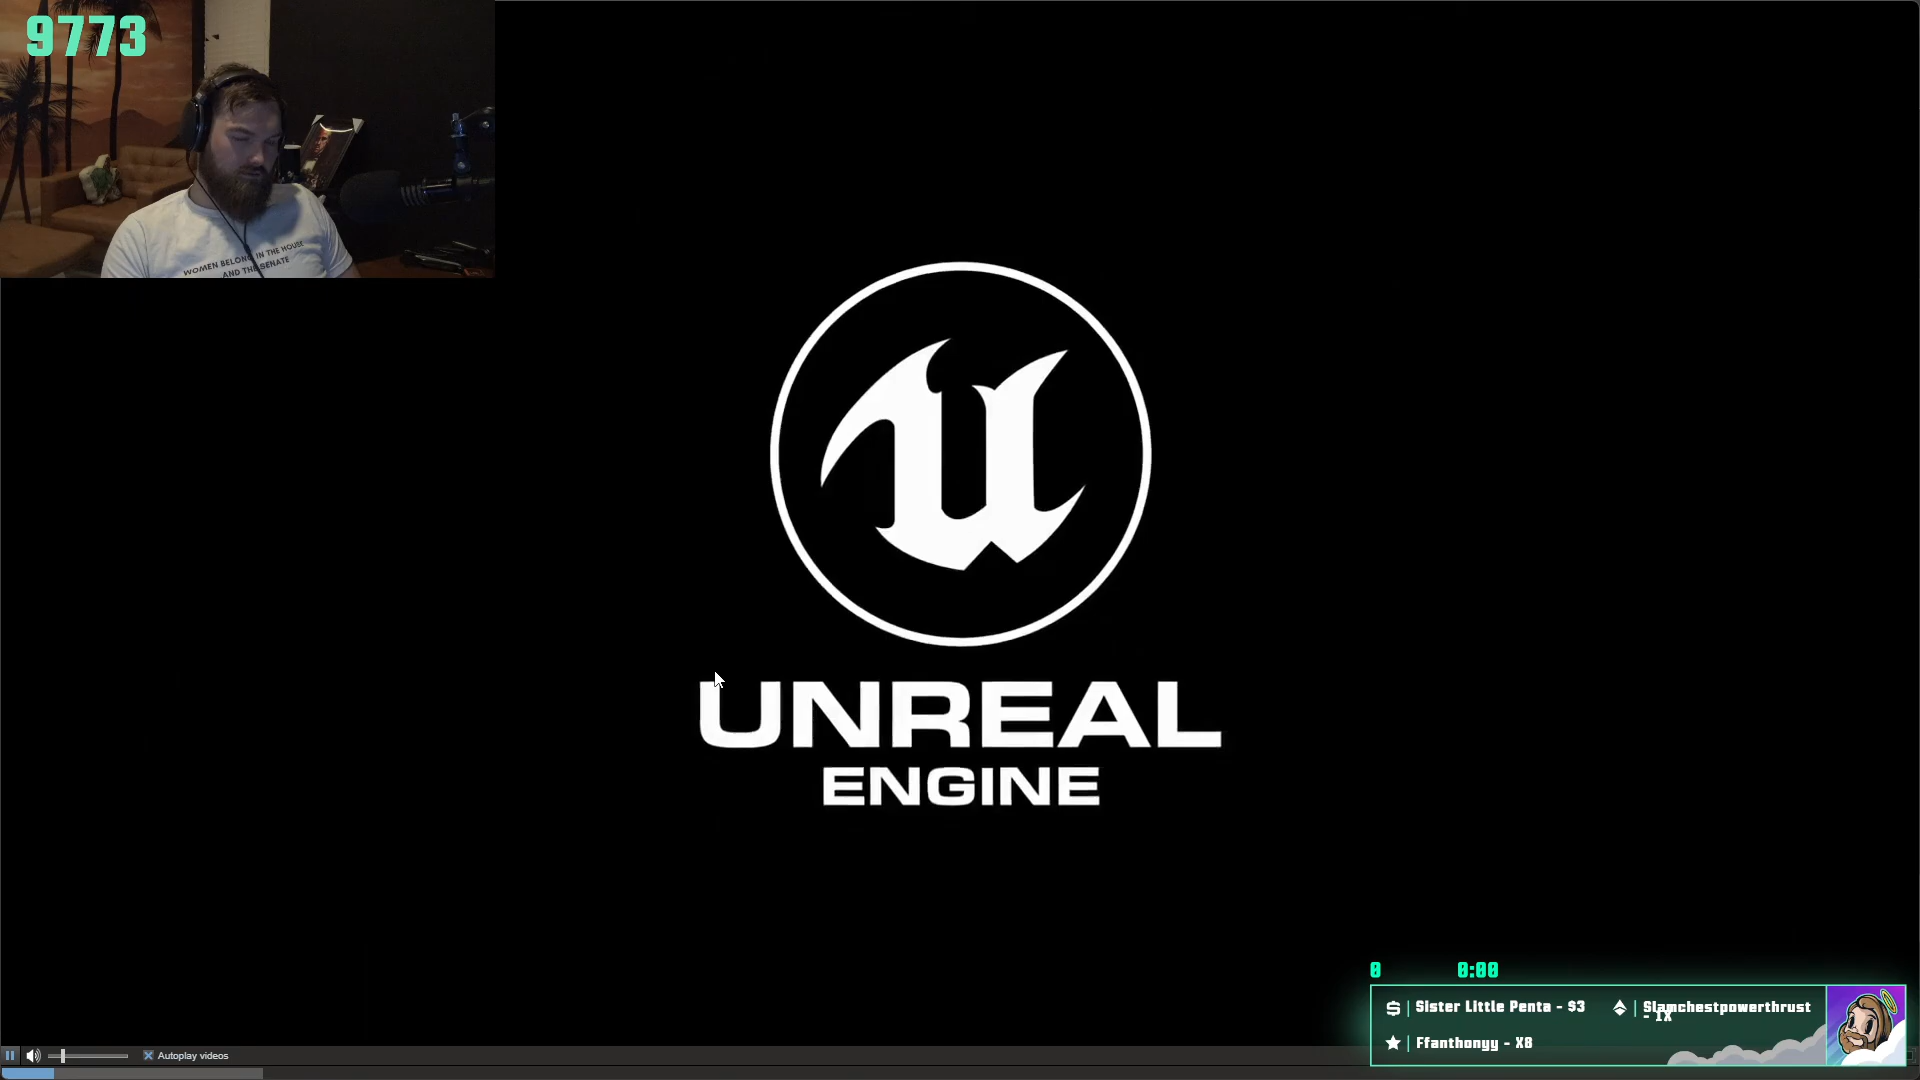 9773
WOMEN BELONG IN THE HOUSE
AND THE SENATE
UNREAL
ENGINE
0 0:00
$ | Sister Little Penta - $3
| Slamchestpowerthrust
- 1X
| Ffanthonyy - X8
Autoplay videos